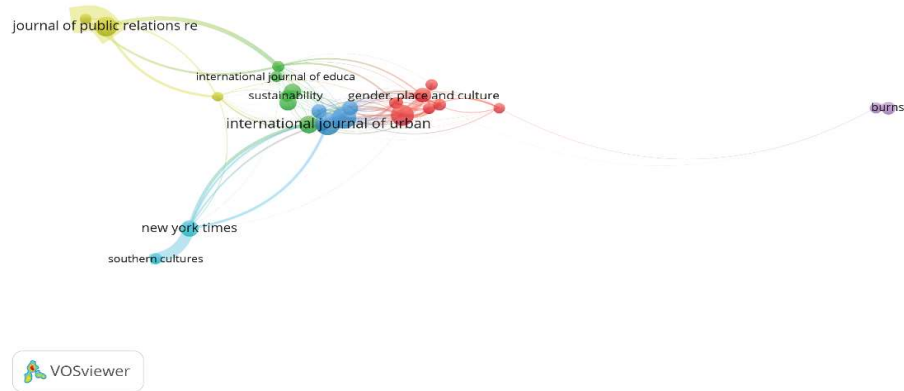 journal of public relations re
international journal of educa
sustainability
gender, place and culture
burns
international journal of urban
new york times
southern cultures
VOSviewer